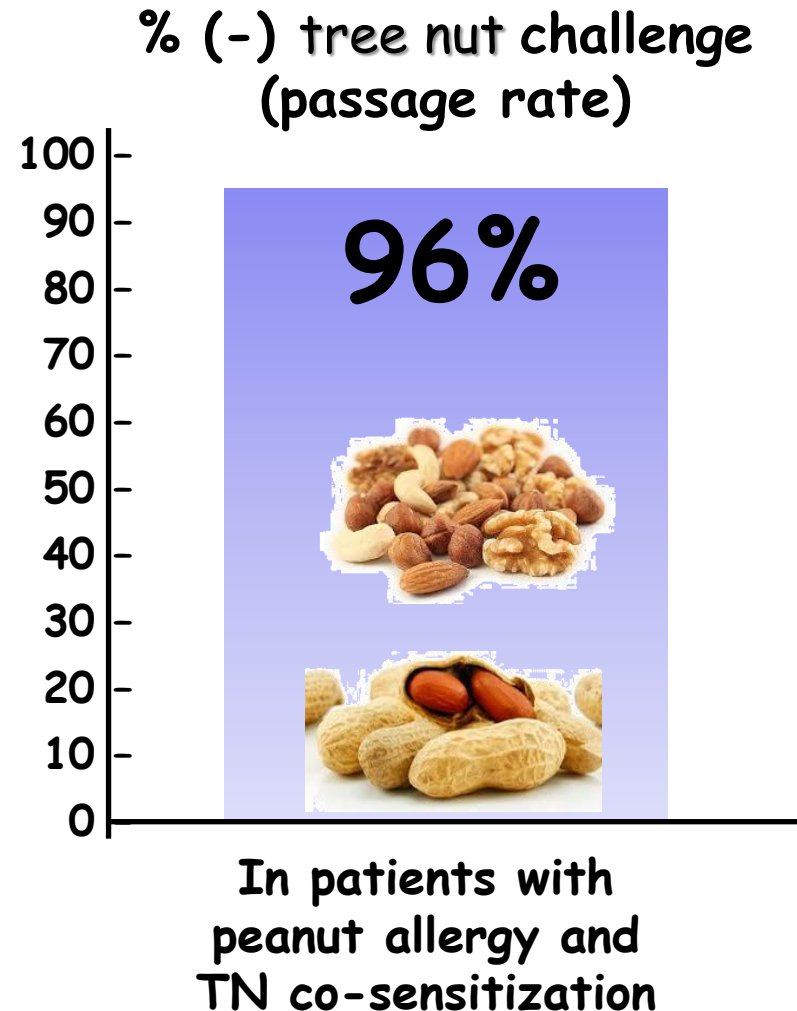 % (-) tree nut challenge
(passage rate)
100
90
80
70
60
50
40
30
20
10
0
96%
In patients with
peanut allergy and
TN co-sensitization